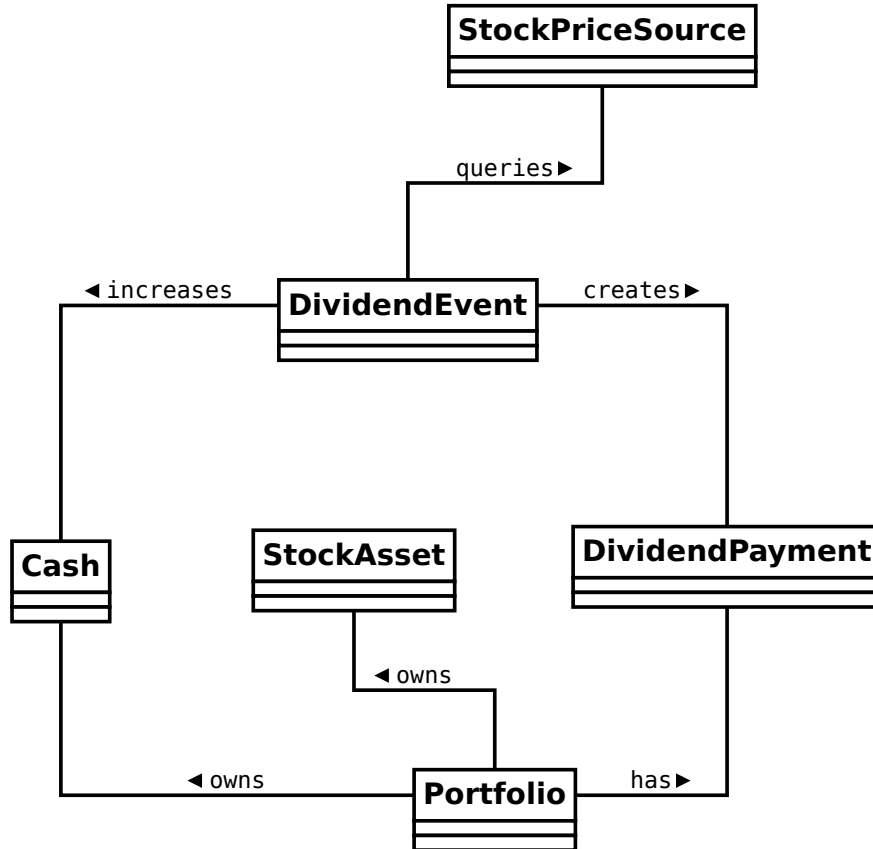 StockPriceSource
queries►
◄increases
DividendEvent
creates►
Cash
StockAsset
DividendPayment
◄owns
◄owns
Portfolio
has►